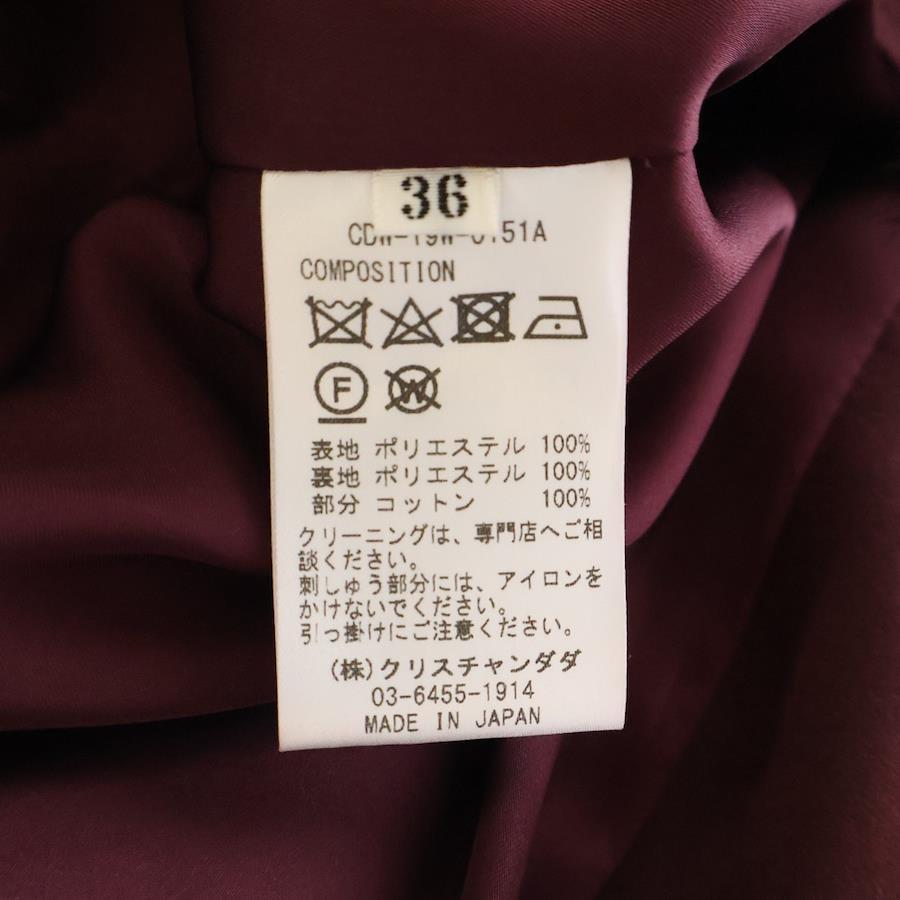 36
CDW-19W-0151A
COMPOSITION
F W
表地 ポリエステル 100%
裏地 ポリエステル 100%
部分 コットン 100%
クリーニングは、専門店へご相
談ください。
刺しゅう部分には、アイロンを
かけないでください。
引っ掛けにご注意ください。
(株)クリスチャンダダ
03-6455-1914
MADE IN JAPAN